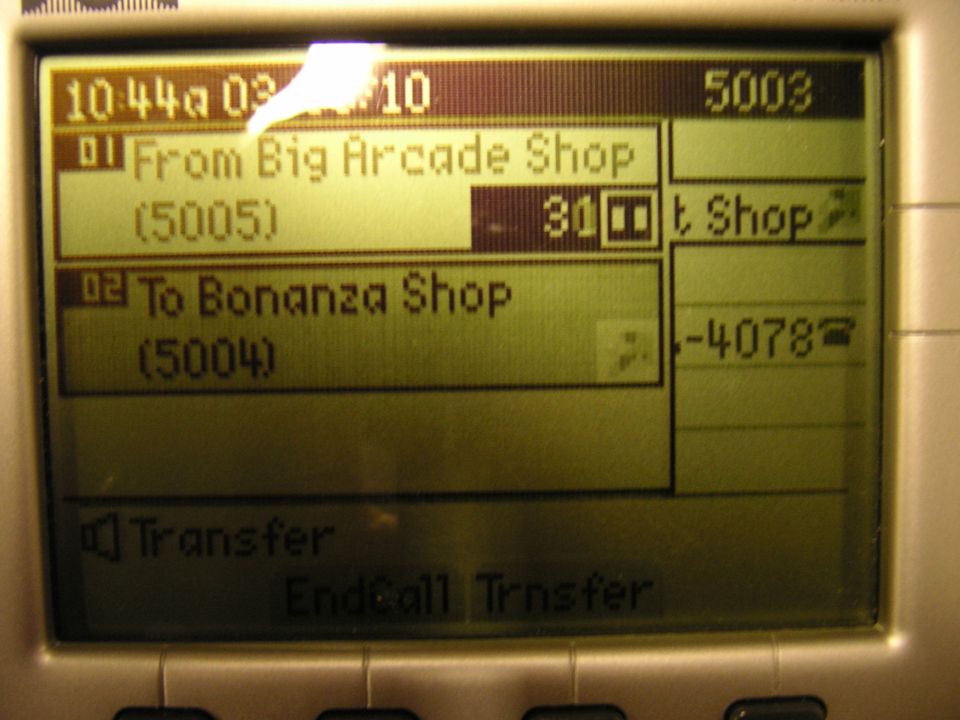 10:44a 03 10 5003
01 From Big Arcade Shop
(5005) 31
t Shop
02 To Bonanza Shop
(5004)
-4078
Transfer
EndCall Trnsfer